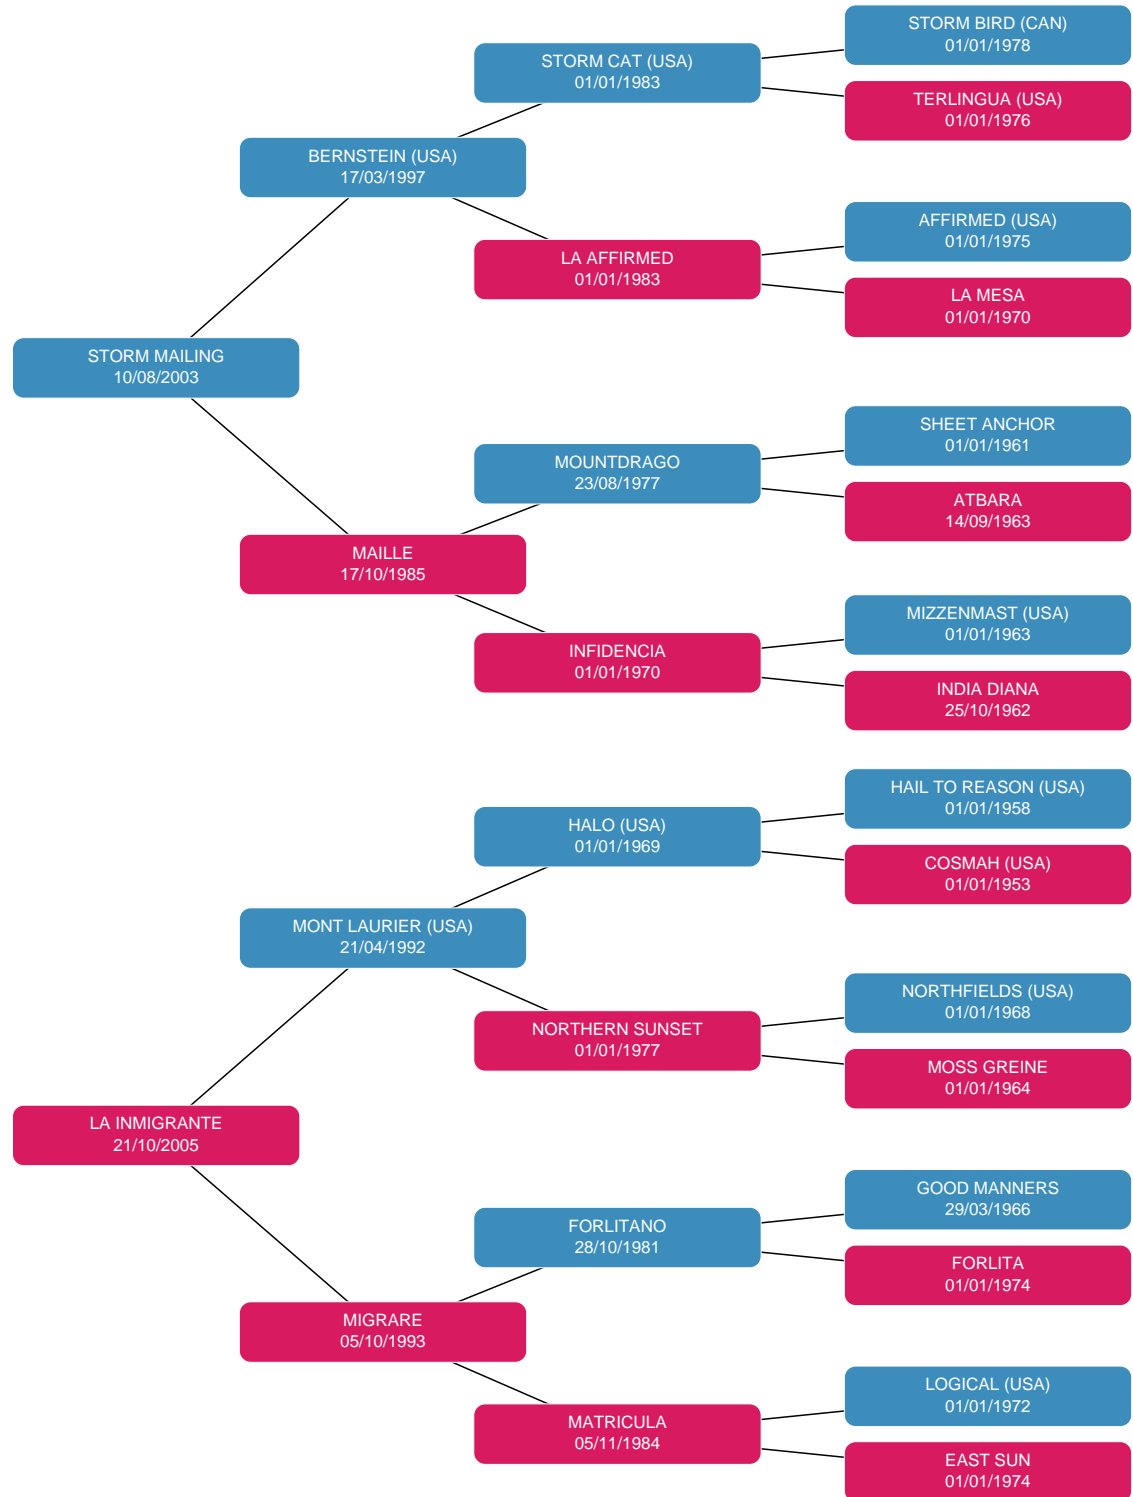 STORM BIRD (CAN)
01/01/1978
STORM CAT (USA)
01/01/1983
TERLINGUA (USA)
01/01/1976
BERNSTEIN (USA)
17/03/1997
AFFIRMED (USA)
01/01/1975
LA AFFIRMED
01/01/1983
LA MESA
01/01/1970
STORM MAILING
10/08/2003
SHEET ANCHOR
01/01/1961
MOUNTDRAGO
23/08/1977
ATBARA
14/09/1963
MAILLE
17/10/1985
MIZZENMAST (USA)
01/01/1963
INFIDENCIA
01/01/1970
INDIA DIANA
25/10/1962
HAIL TO REASON (USA)
01/01/1958
HALO (USA)
01/01/1969
COSMAH (USA)
01/01/1953
MONT LAURIER (USA)
21/04/1992
NORTHFIELDS (USA)
01/01/1968
NORTHERN SUNSET
01/01/1977
MOSS GREINE
01/01/1964
LA INMIGRANTE
21/10/2005
GOOD MANNERS
29/03/1966
FORLITANO
28/10/1981
FORLITA
01/01/1974
MIGRARE
05/10/1993
LOGICAL (USA)
01/01/1972
MATRICULA
05/11/1984
EAST SUN
01/01/1974